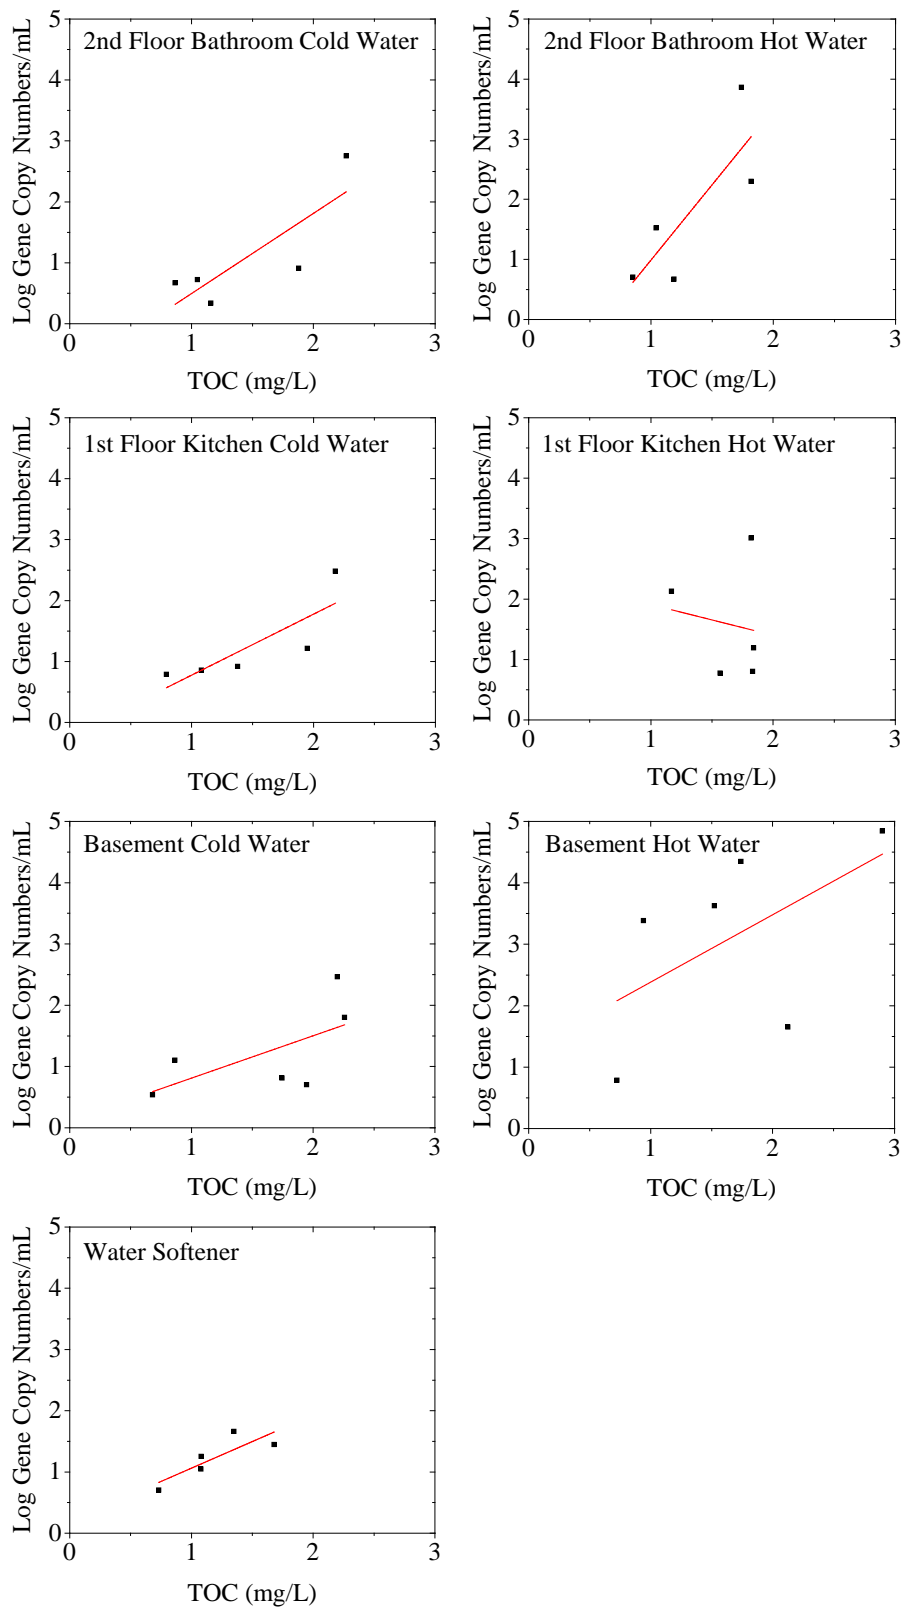 2nd Floor Bathroom Cold Water
Log Gene Copy Numbers/mL
5
4
3
2
1
0
0 1 2 3
TOC (mg/L)
2nd Floor Bathroom Hot Water
Log Gene Copy Numbers/mL
5
4
3
2
1
0
0 1 2 3
TOC (mg/L)
1st Floor Kitchen Cold Water
Log Gene Copy Numbers/mL
5
4
3
2
1
0
0 1 2 3
TOC (mg/L)
1st Floor Kitchen Hot Water
Log Gene Copy Numbers/mL
5
4
3
2
1
0
0 1 2 3
TOC (mg/L)
Basement Cold Water
Log Gene Copy Numbers/mL
5
4
3
2
1
0
0 1 2 3
TOC (mg/L)
Basement Hot Water
Log Gene Copy Numbers/mL
5
4
3
2
1
0
0 1 2 3
TOC (mg/L)
Water Softener
Log Gene Copy Numbers/mL
5
4
3
2
1
0
0 1 2 3
TOC (mg/L)